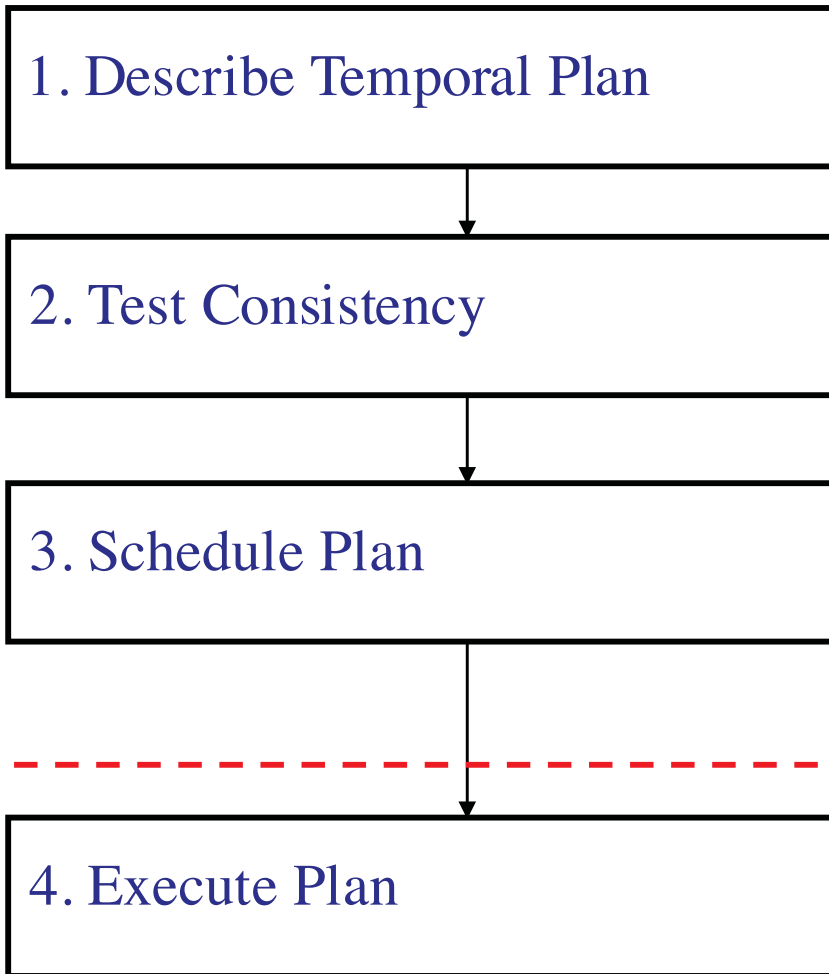 1. Describe Temporal Plan
2. Test Consistency
3. Schedule Plan
4. Execute Plan